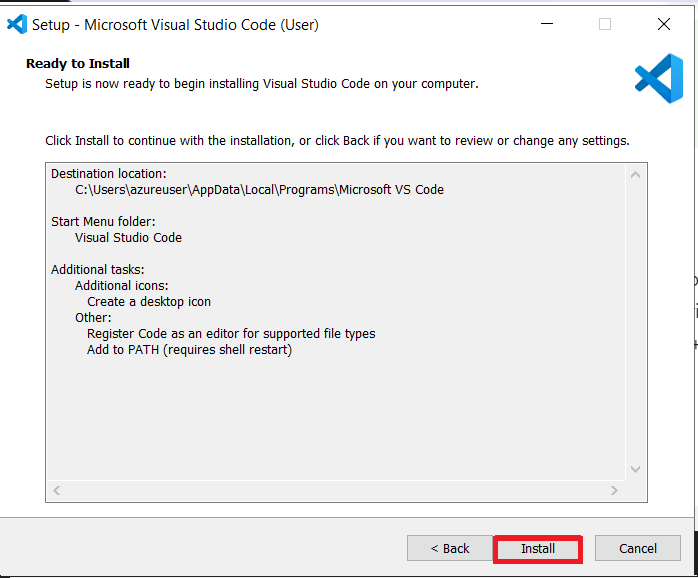 Setup - Microsoft Visual Studio Code (User)
Ready to Install
Setup is now ready to begin installing Visual Studio Code on your computer.
Click Install to continue with the installation, or click Back if you want to review or change any settings.
Destination location:
C:\Users\azureuser\AppData\Local\Programs\Microsoft VS Code
Start Menu folder:
Visual Studio Code
Additional tasks:
Additional icons:
Create a desktop icon
Other:
Register Code as an editor for supported file types
Add to PATH (requires shell restart)
< Back
Install
Cancel